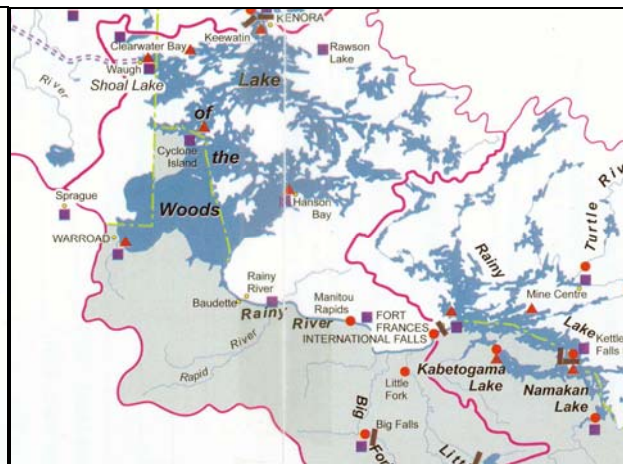 KENORA
Keewatin
Clearwater Bay
Rawson
Lake
Waugh
Shoal Lake
Lake
River
of
the
Cyclone
Island
Woods
Sprague
Hanson
Bay
WARROAD
Rainy
Turtle
Rainy
River
Mine Centre
Baudette
Rainy
River
Manitou
Rapids
FORT
FRANCES
INTERNATIONAL FALLS
Lake
Kettle
Falls
River
Rapid
Kabetogama
Lake
Namakan
Lake
Little
Fork
Big
Big Falls